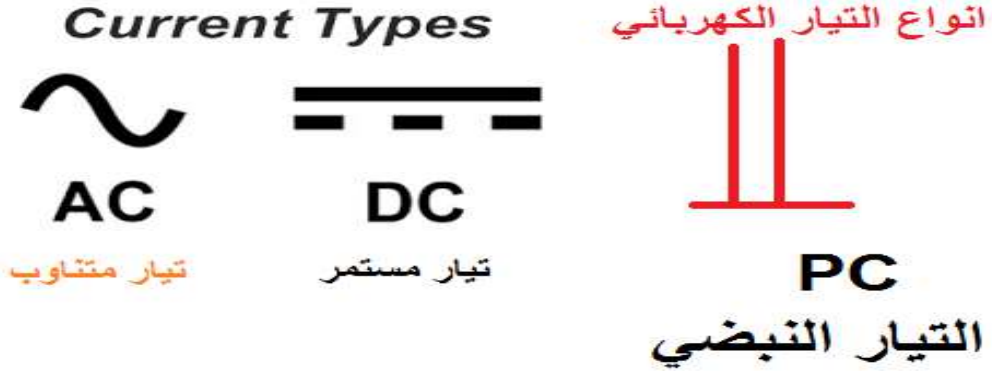 Current Types
انواع التيار الكهربائي
AC
DC
تيار متناوب
تيار مستمر
PC
التيار النبضي